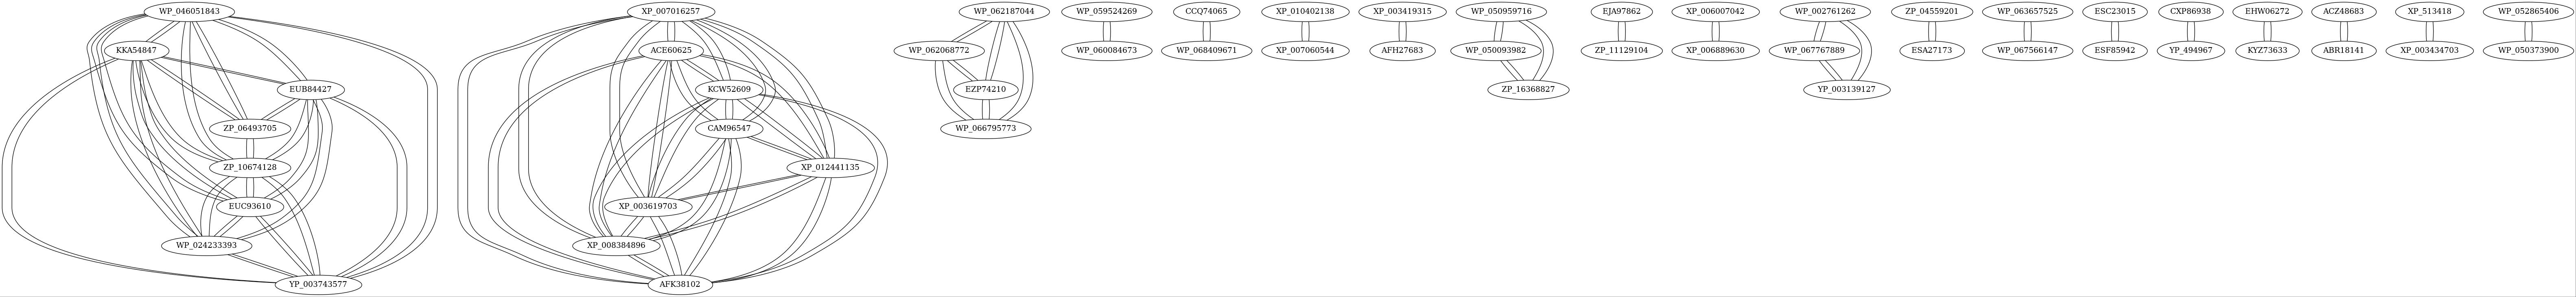 WP_046051843 XP_007016257 WP_062187044 WP_059524269 CCQ74065 XP_010402138 XP_003419315 WP_050959716 EJA97862 XP_006007042 WP_002761262 ZP_04559201 WP_063657525 ESC23015 CXP86938 EHW06272 ACZ48683 XP_513418 WP_052865406
KKA54847 ACE60625 WP_062068772 WP_060084673 WP_068409671 XP_007060544 AFH27683 WP_050093982 ZP_11129104 XP_006889630 WP_067767889 ESA27173 WP_067566147 ESF85942 YP_494967 KYZ73633 ABR18141 XP_003434703 WP_050373900
EUB84427 KCW52609 EZP74210 ZP_16368827 YP_003139127
ZP_06493705 CAM96547 WP_066795773
ZP_10674128 XP_012441135
EUC93610 XP_003619703
WP_024233393 XP_008384896
YP_003743577 AFK38102